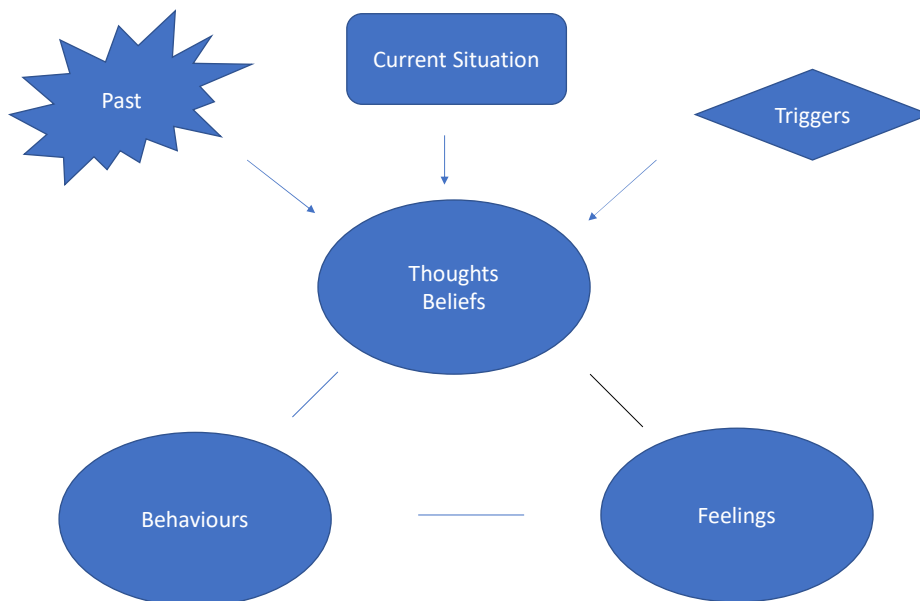 Current Situation
Past
Triggers
Thoughts
Beliefs
Behaviours
Feelings